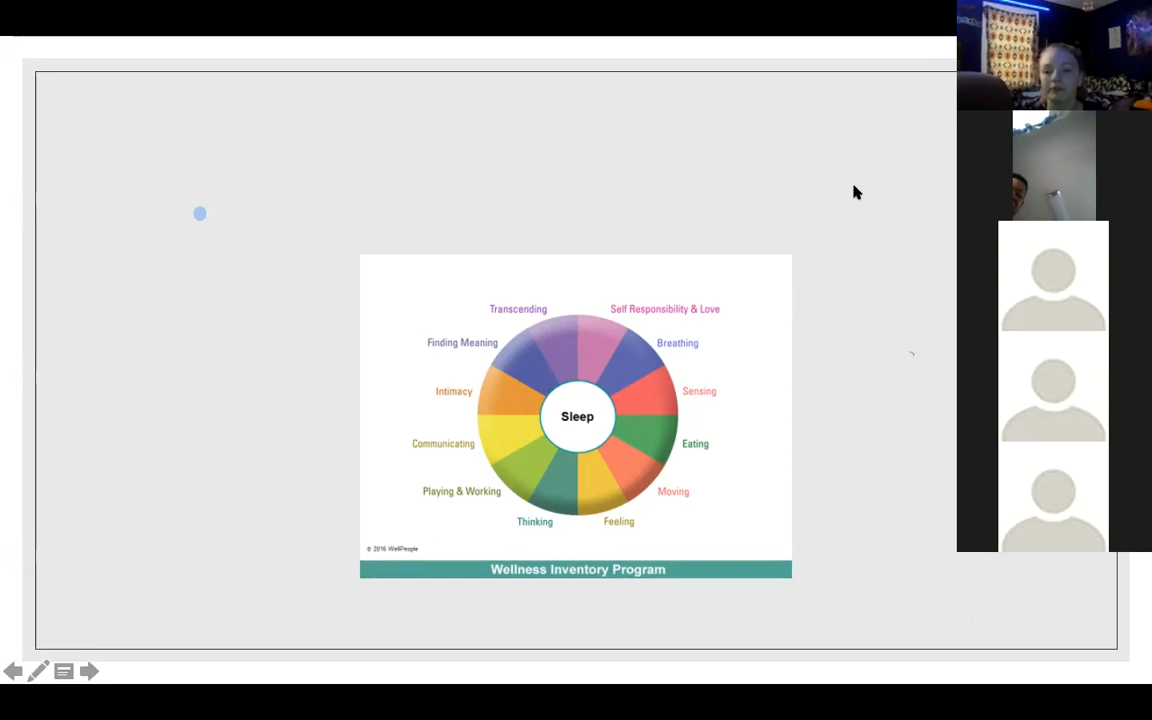 Transcending
Self Responsibility & Love
Finding Meaning
Breathing
Intimacy
Sensing
Sleep
Communicating
Eating
Playing & Working
Moving
Thinking
Feeling
© 2016 WellPeople
Wellness Inventory Program